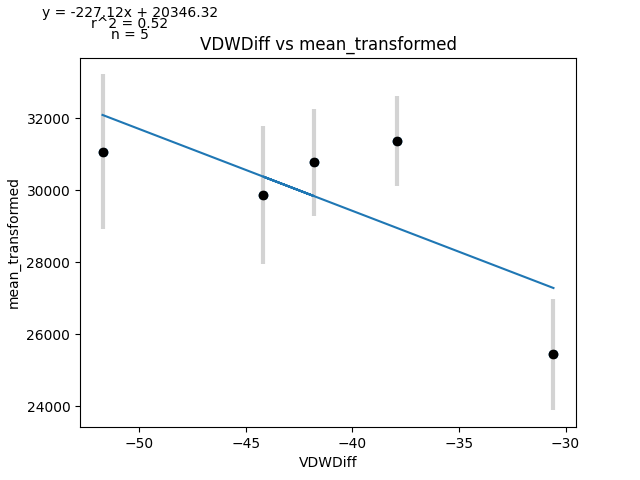 y = -227.12x + 20346.32
r^2 = 0.52
n = 5
VDWDiff vs mean_transformed
32000
30000
28000
26000
24000
mean_transformed
−50
−45
−40
−35
−30
VDWDiff